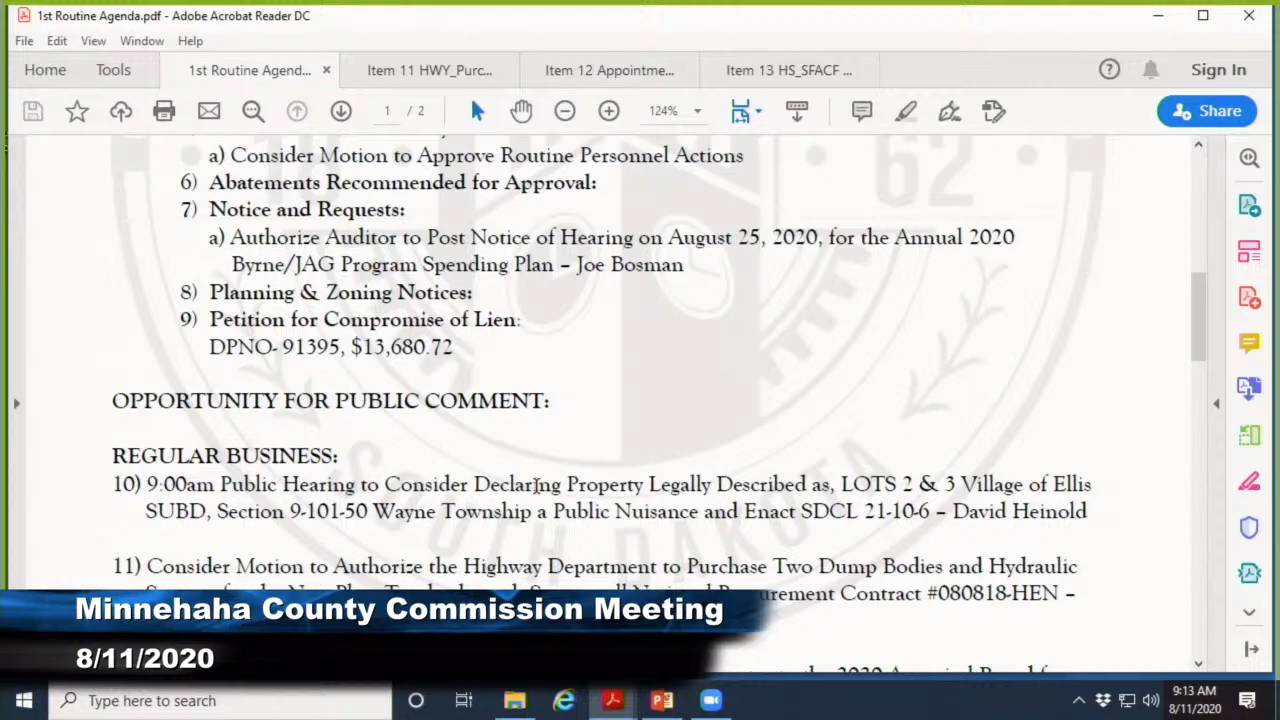 1st Routine Agenda.pdf - Adobe Acrobat Reader DC
File Edit View Window Help
Home Tools 1st Routine Agend... × Item 11 HWY_Purc... Item 12 Appointme... Item 13 HS_SFACF ... Sign In
1 / 2 124% Share
18 62
a) Consider Motion to Approve Routine Personnel Actions
6) Abatements Recommended for Approval:
7) Notice and Requests:
a) Authorize Auditor to Post Notice of Hearing on August 25, 2020, for the Annual 2020
Byrne/JAG Program Spending Plan – Joe Bosman
8) Planning & Zoning Notices:
9) Petition for Compromise of Lien:
DPNO- 91395, $13,680.72
OPPORTUNITY FOR PUBLIC COMMENT:
REGULAR BUSINESS:
10) 9:00am Public Hearing to Consider Declaring Property Legally Described as, LOTS 2 & 3 Village of Ellis
SUBD, Section 9-101-50 Wayne Township a Public Nuisance and Enact SDCL 21-10-6 – David Heinold
SOUTH DAKOTA
11) Consider Motion to Authorize the Highway Department to Purchase Two Dump Bodies and Hydraulic
Contract #080818-HEN –
Minnehaha County Commission Meeting
8/11/2020
Type here to search
9:13 AM
8/11/2020